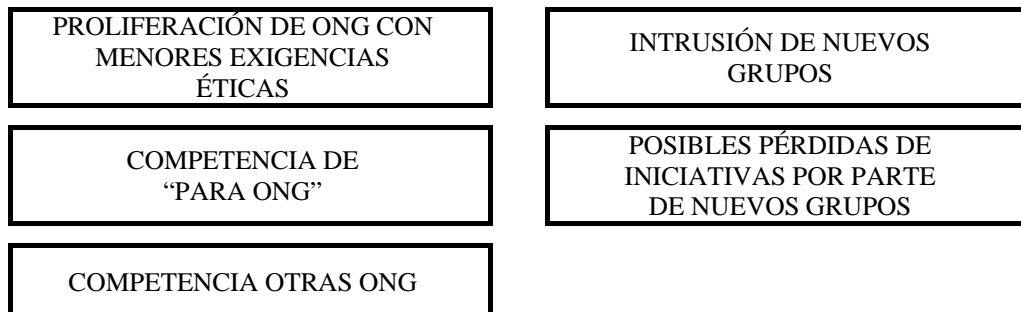 PROLIFERACIÓN DE ONG CON
MENORES EXIGENCIAS
ÉTICAS
INTRUSIÓN DE NUEVOS
GRUPOS
COMPETENCIA DE
“PARA ONG”
POSIBLES PÉRDIDAS DE
INICIATIVAS POR PARTE
DE NUEVOS GRUPOS
COMPETENCIA OTRAS ONG